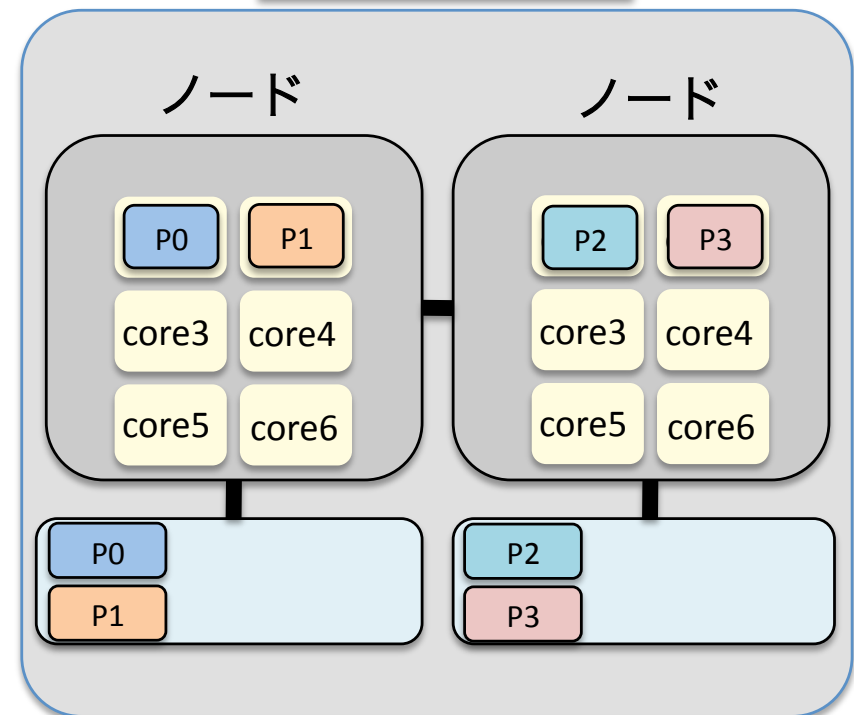 ノード ノード
P0 P1 P2 P3
core3 core4 core3 core4
core5 core6 core5 core6
P0 P2
P1 P3